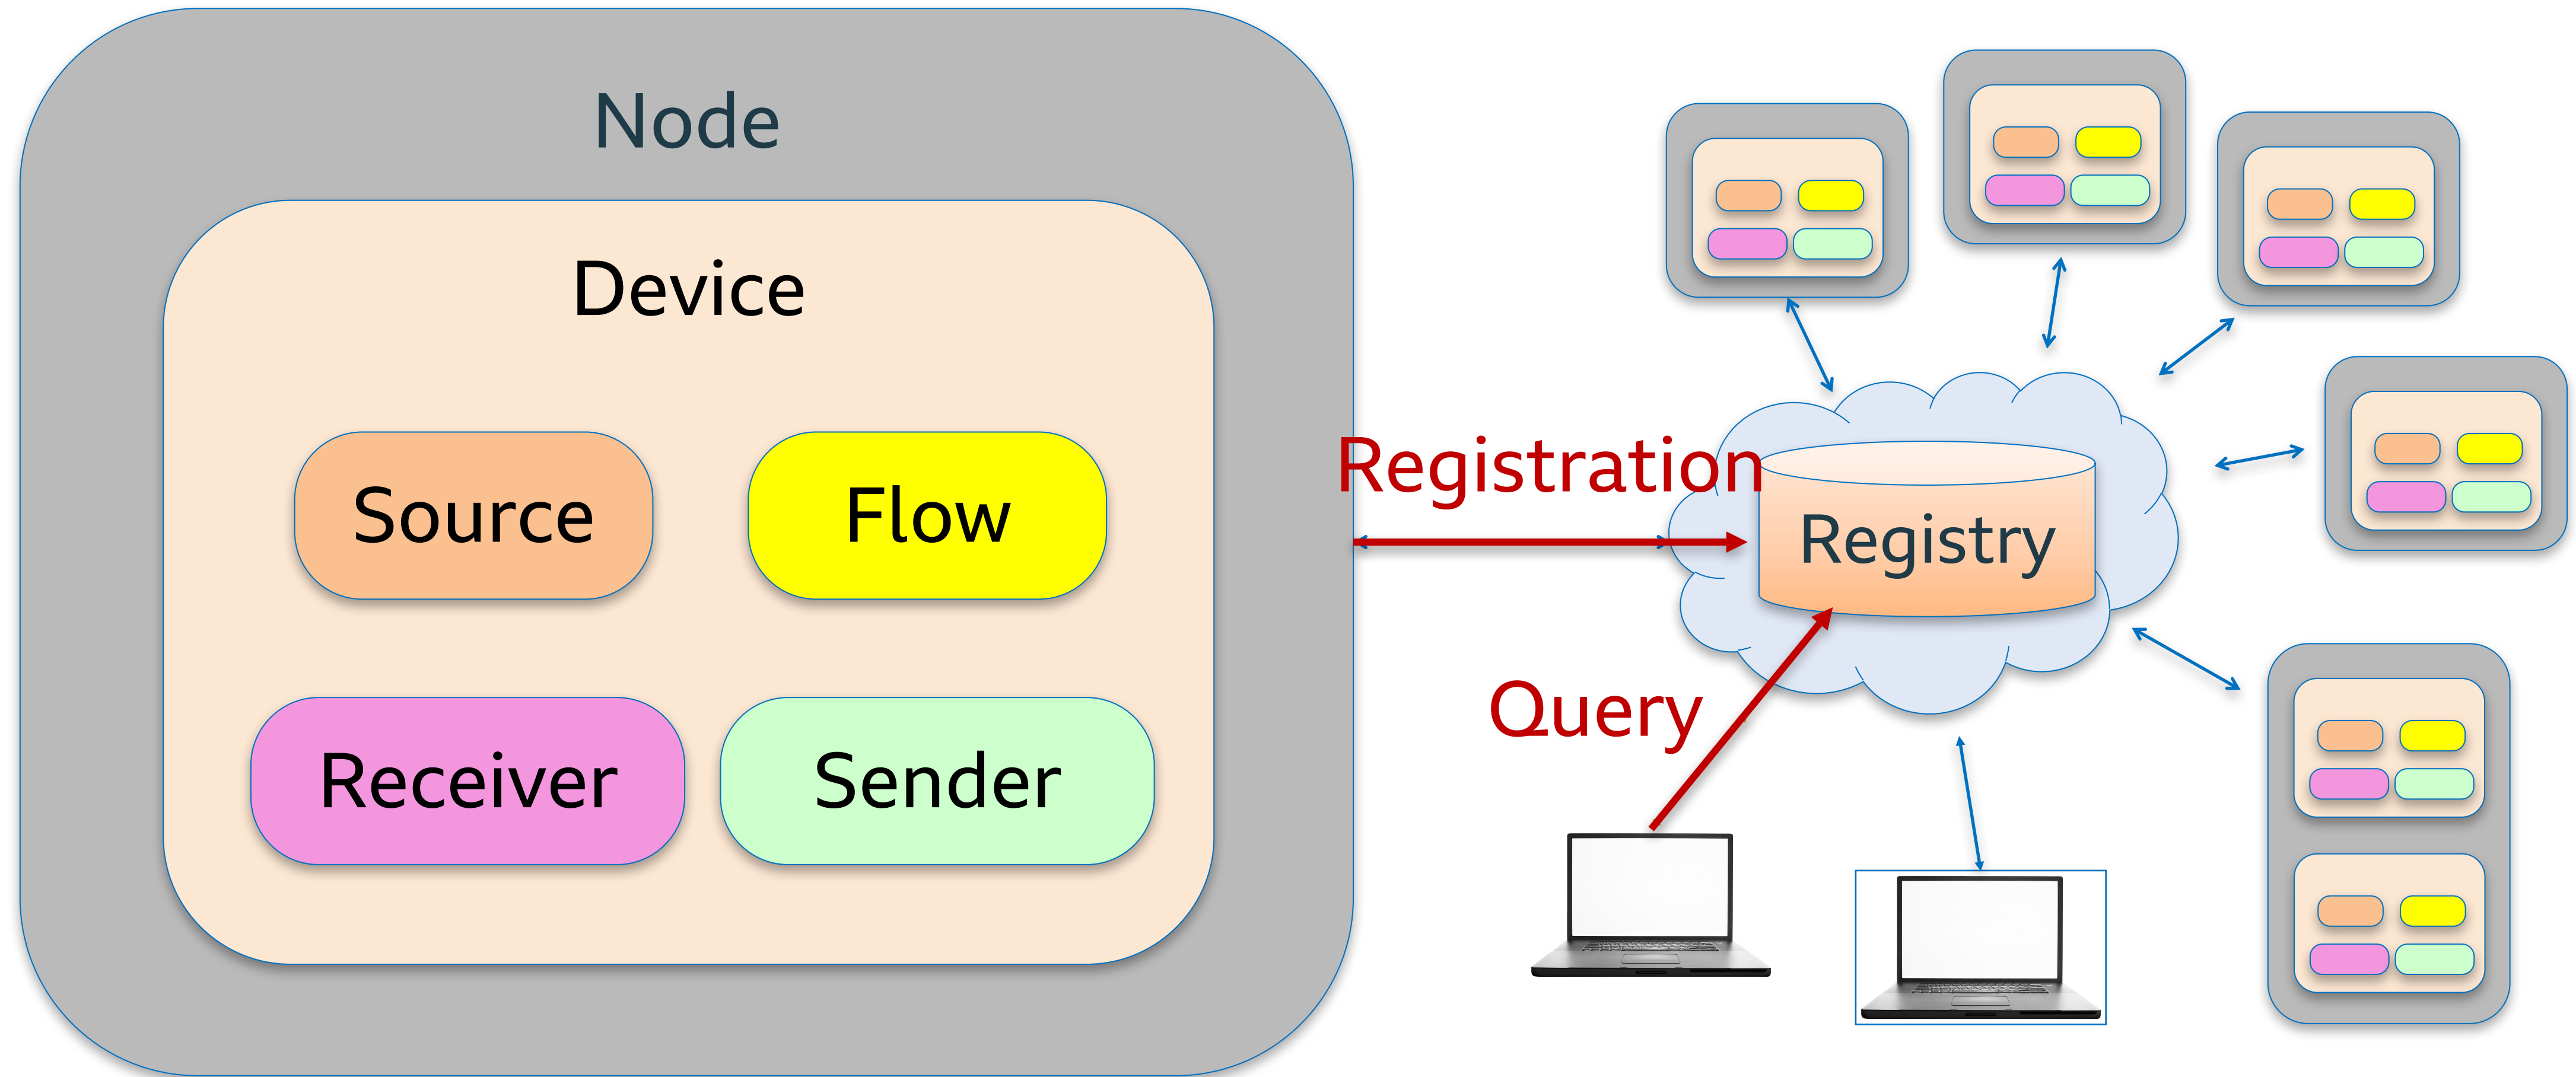 Node
Device
Source
Flow
Receiver
Sender
Registration
Registry
Query